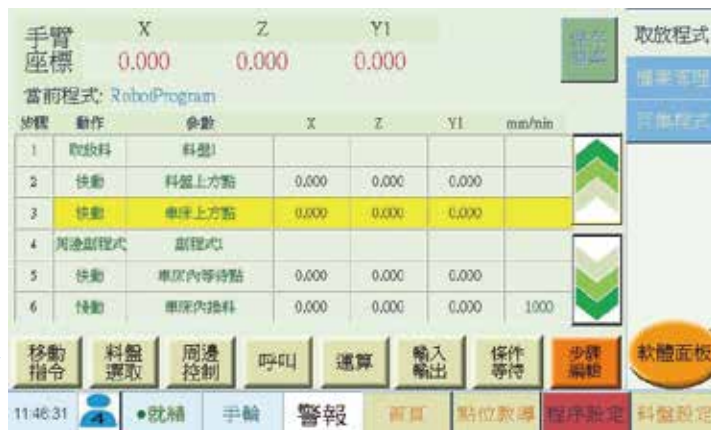 手臂座標 X Z Y1
0.000 0.000 0.000
取放程式
檔案管理
當前程式: RobotProgram
步驟 動作 參數 X Z Y1 mm/min
1 取放料 料盤1
2 快動 料盤上方點 0.000 0.000 0.000
3 快動 車床上方點 0.000 0.000 0.000
4 周邊副程式 副程式1
5 快動 車床內等待點 0.000 0.000 0.000
6 慢動 車床內換料 0.000 0.000 0.000 1000
移動指令 料盤選取 周邊控制 呼叫 運算 輸入輸出 條件等待 步驟編輯 軟體面板
11:46:31 4 •就緒 手輪 警報 首頁 點位教導 程序設定 料盤設定